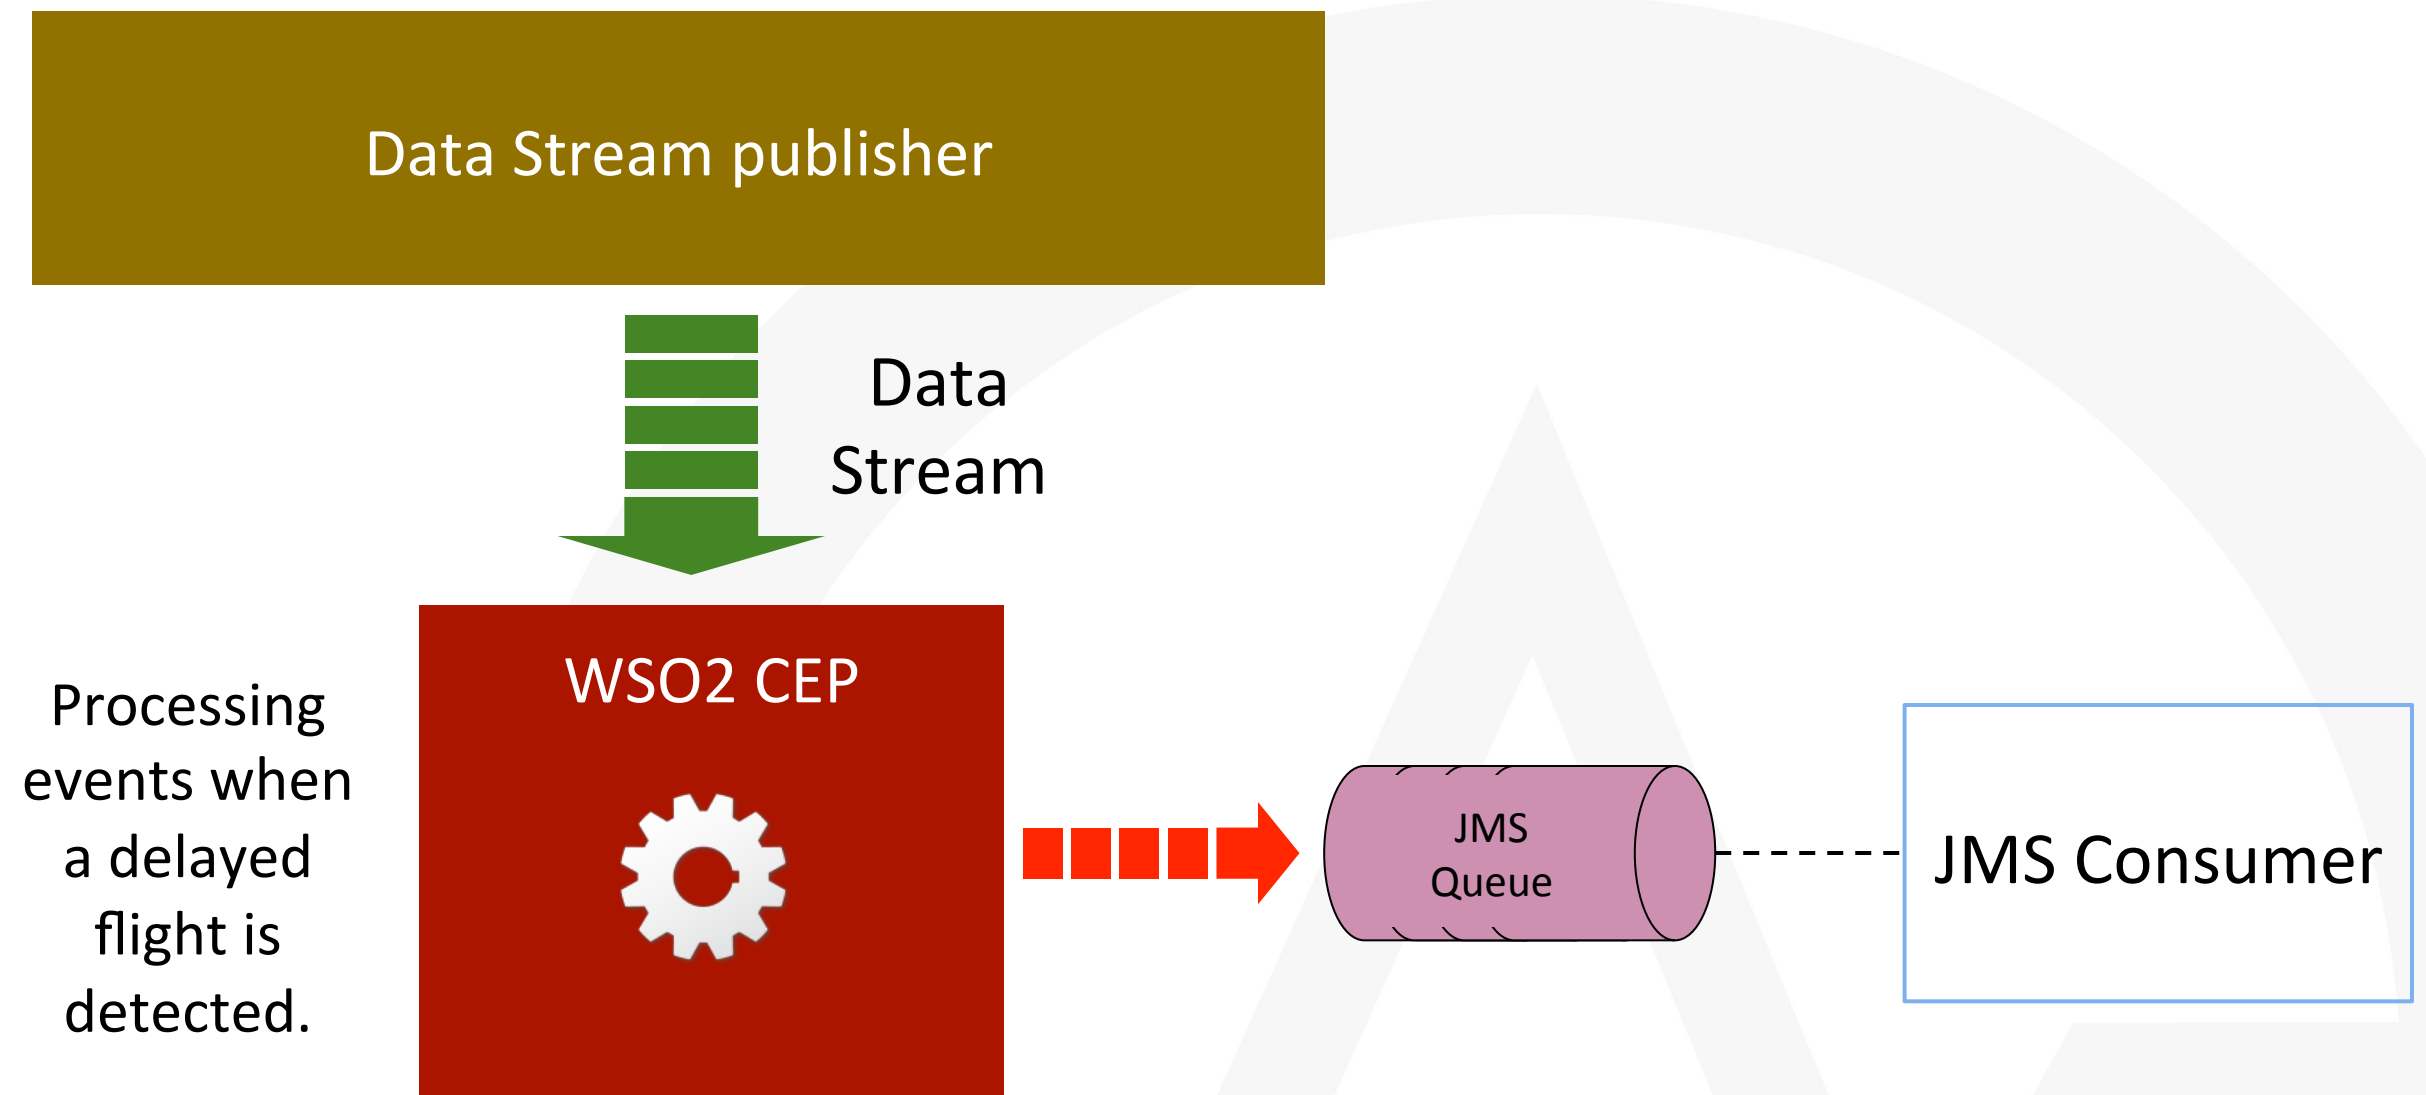 Data Stream publisher
Data
Stream
WSO2 CEP
Processing
events when
a delayed
flight is
detected.
JMS
Queue
JMS Consumer